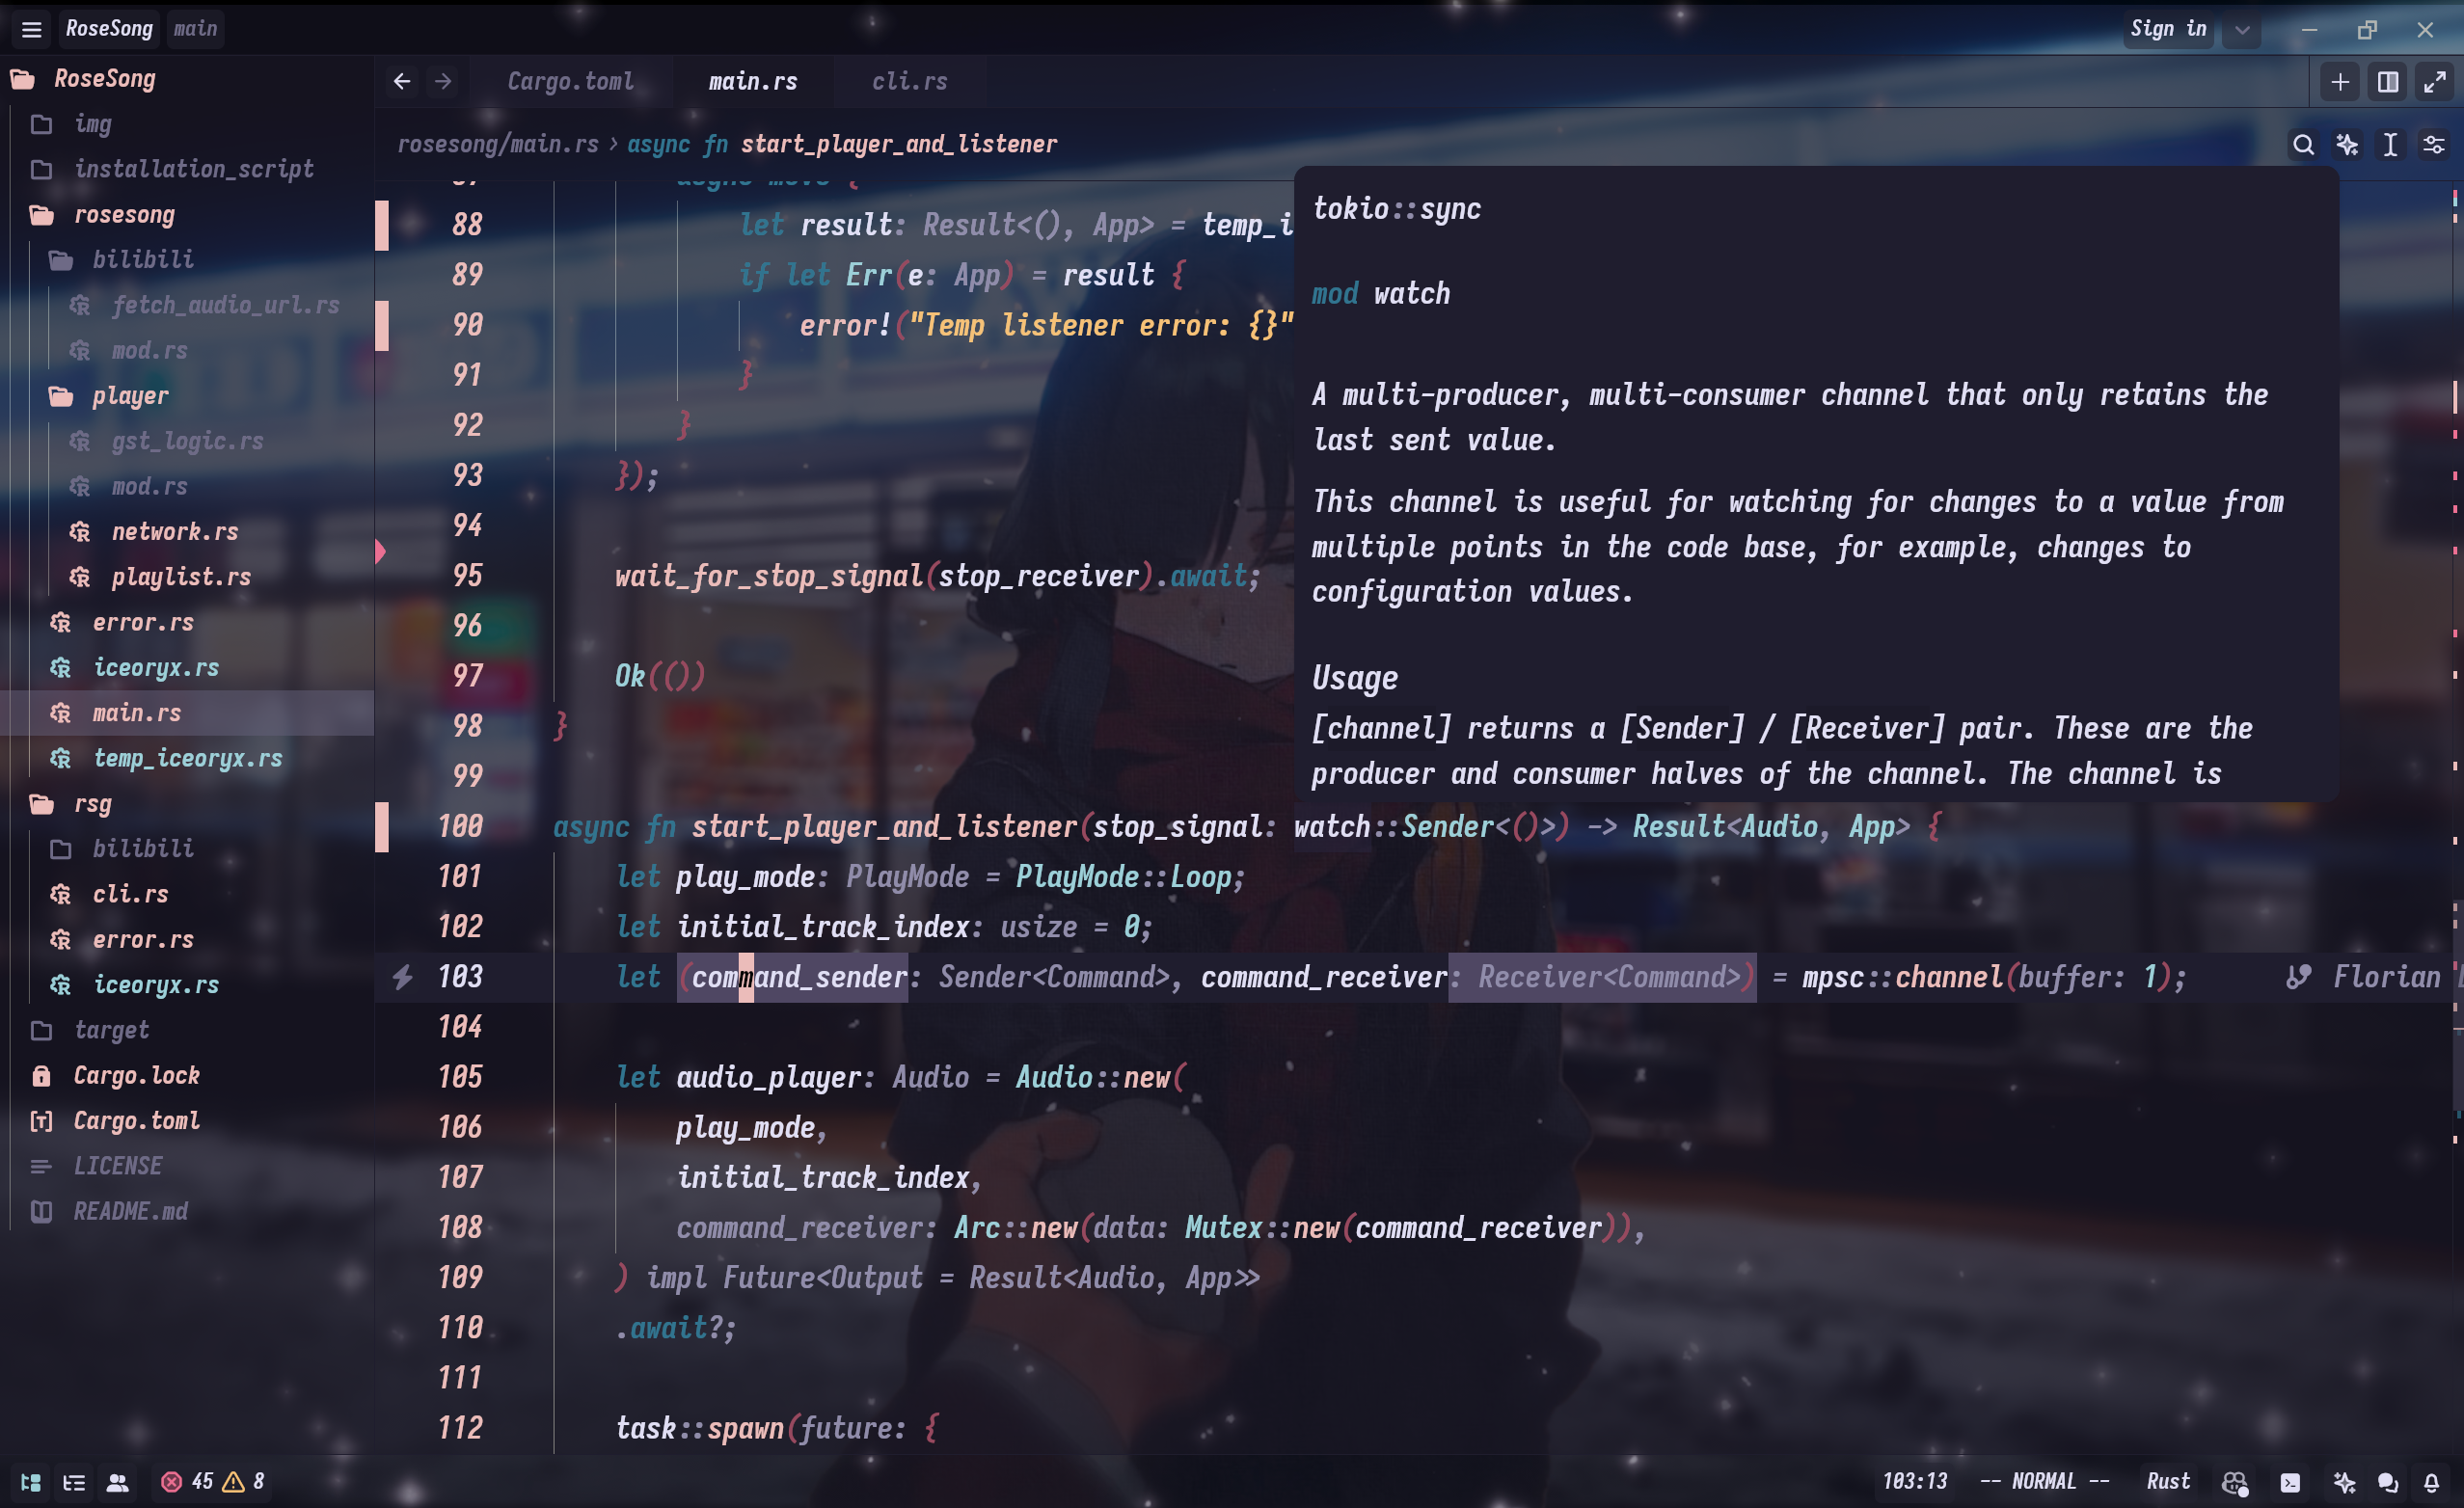 RoseSong main Sign in
RoseSong
img
installation_script
rosesong
bilibili
fetch_audio_url.rs
mod.rs
player
gst_logic.rs
mod.rs
network.rs
playlist.rs
error.rs
iceoryx.rs
main.rs
temp_iceoryx.rs
rsg
bilibili
cli.rs
error.rs
iceoryx.rs
target
Cargo.lock
Cargo.toml
LICENSE
README.md
Cargo.toml main.rs cli.rs
rosesong/main.rs › async fn start_player_and_listener
async move {
88 let result: Result<(), App> = temp_i
89 if let Err(e: App) = result {
90 error!("Temp listener error: {}"
91 }
92 }
93 });
94
95 wait_for_stop_signal(stop_receiver).await;
96
97 Ok(())
98 }
99
100 async fn start_player_and_listener(stop_signal: watch::Sender<()>) -> Result<Audio, App> {
101 let play_mode: PlayMode = PlayMode::Loop;
102 let initial_track_index: usize = 0;
103 let (command_sender: Sender<Command>, command_receiver: Receiver<Command>) = mpsc::channel(buffer: 1); Florian
104
105 let audio_player: Audio = Audio::new(
106 play_mode,
107 initial_track_index,
108 command_receiver: Arc::new(data: Mutex::new(command_receiver)),
109 ) impl Future<Output = Result<Audio, App>>
110 .await?;
111
112 task::spawn(future: {
tokio::sync
mod watch
A multi-producer, multi-consumer channel that only retains the
last sent value.
This channel is useful for watching for changes to a value from
multiple points in the code base, for example, changes to
configuration values.
Usage
[channel] returns a [Sender] / [Receiver] pair. These are the
producer and consumer halves of the channel. The channel is
45 8 103:13 -- NORMAL -- Rust